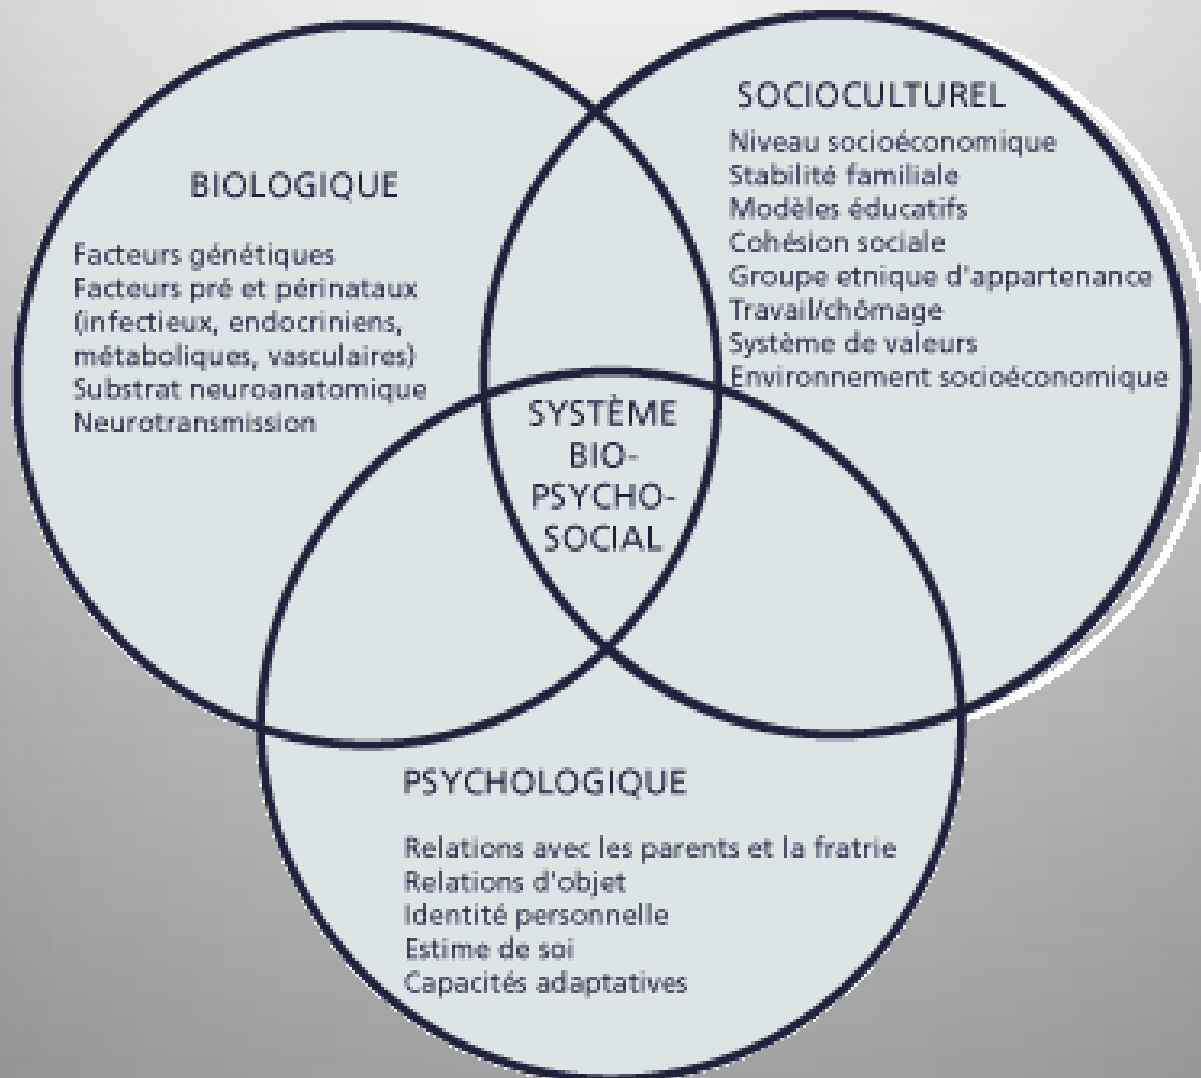 BIOLOGIQUE
Facteurs génétiques
Facteurs pré et périnataux
(infectieux, endocriniens,
métaboliques, vasculaires)
Substrat neuroanatomique
Neurotransmission
SOCIOCULTUREL
Niveau socioéconomique
Stabilité familiale
Modèles éducatifs
Cohésion sociale
Groupe etnique d'appartenance
Travail/chômage
Système de valeurs
Environnement socioéconomique
SYSTÈME
BIO-
PSYCHO-
SOCIAL
PSYCHOLOGIQUE
Relations avec les parents et la fratrie
Relations d'objet
Identité personnelle
Estime de soi
Capacités adaptatives